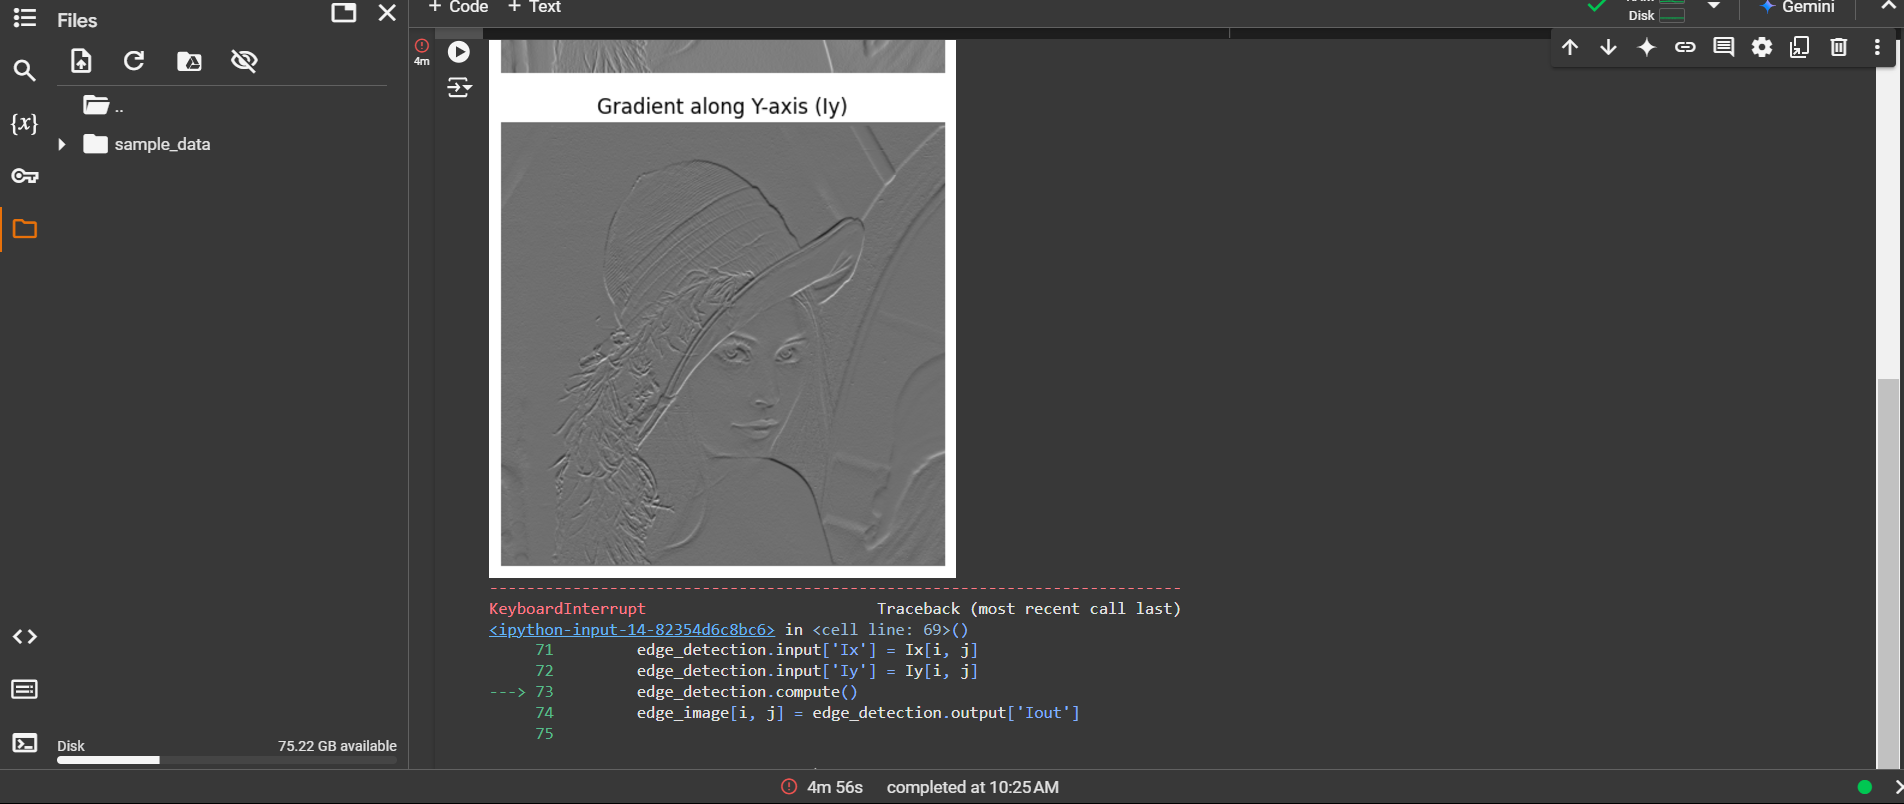 Files
+ Code + Text
Disk
Gemini
4m
..
{x}
sample_data
Gradient along Y-axis (Iy)
---------------------------------------------------------------------------
KeyboardInterrupt Traceback (most recent call last)
<ipython-input-14-82354d6c8bc6> in <cell line: 69>()
71 edge_detection.input['Ix'] = Ix[i, j]
72 edge_detection.input['Iy'] = Iy[i, j]
---> 73 edge_detection.compute()
74 edge_image[i, j] = edge_detection.output['Iout']
75
Disk 75.22 GB available
4m 56s completed at 10:25 AM